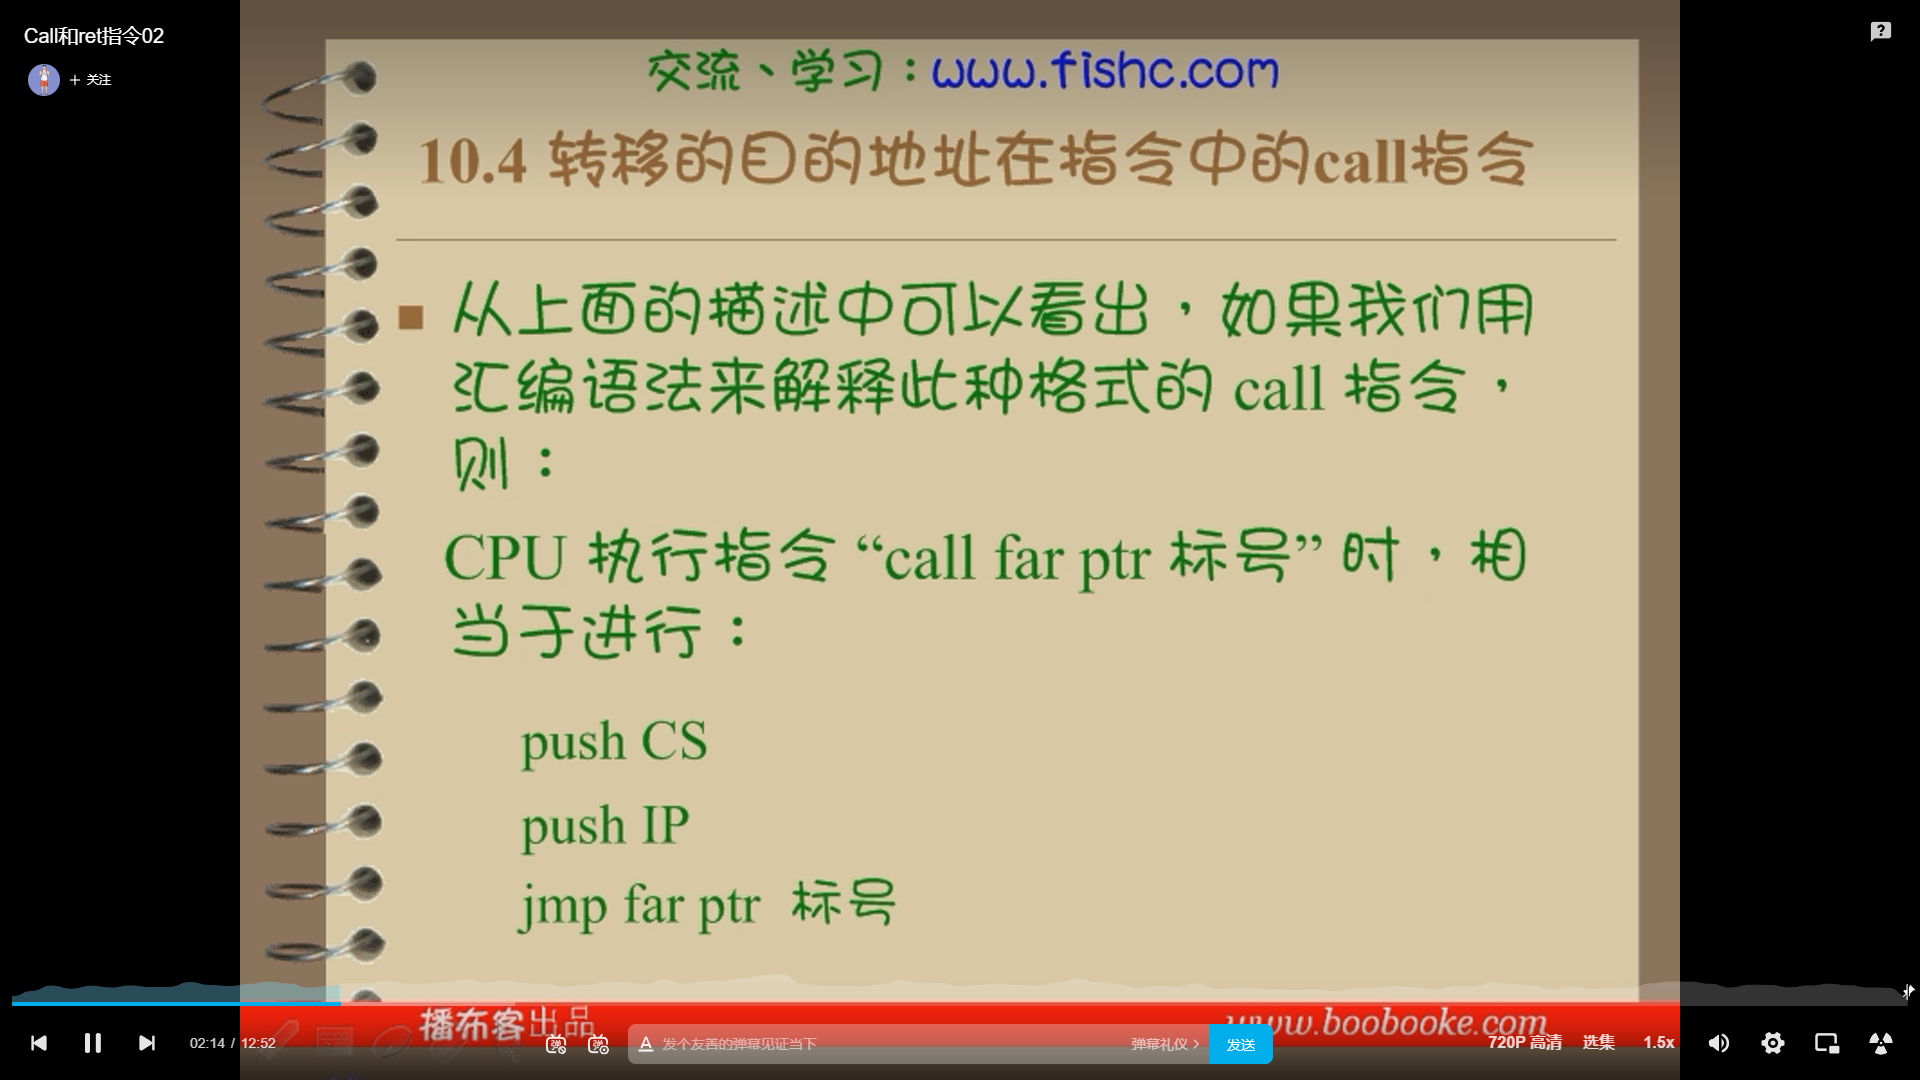 Call和ret指令02
+ 关注
交流、学习：www.fishc.com
10.4 转移的目的地址在指令中的call指令
从上面的描述中可以看出，如果我们用
汇编语法来解释此种格式的 call 指令，
则：
CPU 执行指令 “call far ptr 标号” 时，相
当于进行：
push CS
push IP
jmp far ptr 标号
播布客出品
www.boobooke.com
02:14 / 12:52
发个友善的弹幕见证当下
弹幕礼仪 >
发送
720P 高清
选集
1.5x